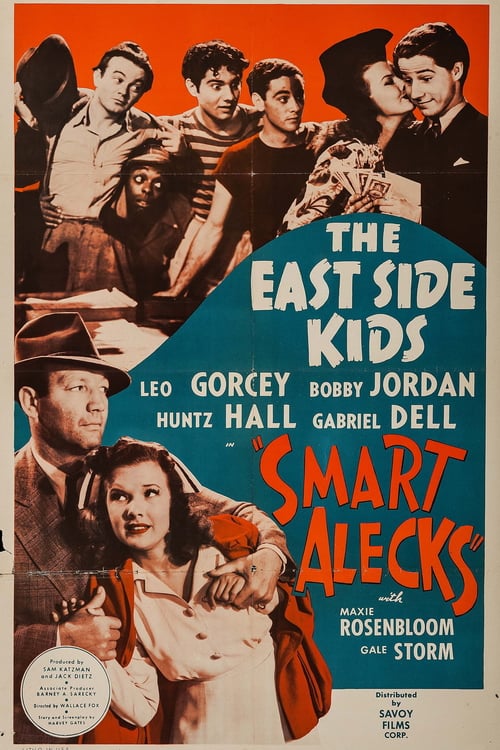 THE
EAST SIDE
KIDS
LEO GORCEY BOBBY JORDAN
HUNTZ HALL GABRIEL DELL
in
"SMART
ALECKS"
with
MAXIE
ROSENBLOOM
GALE STORM
Produced by
SAM KATZMAN
and JACK DIETZ
Associate Producer
BARNEY A. SARECKY
Directed by WALLACE FOX
Story and Screenplay by
HARVEY GATES
Distributed
by
SAVOY
FILMS
CORP.